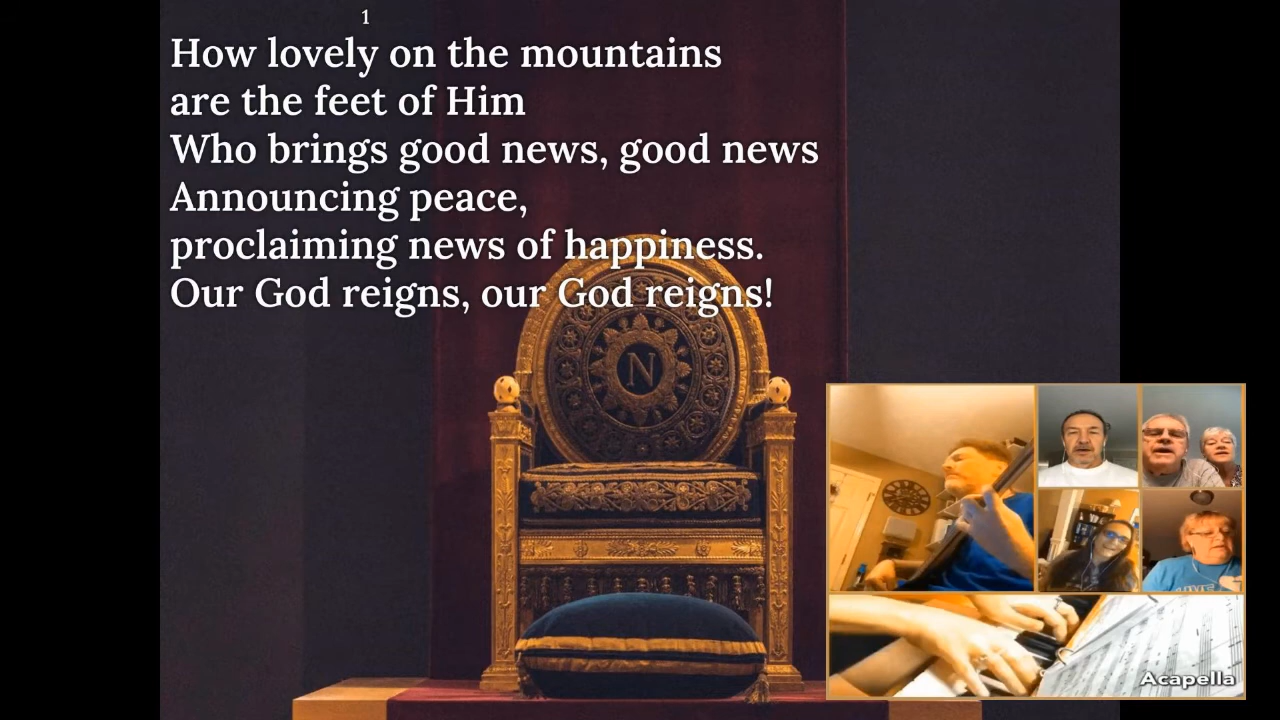 1
How lovely on the mountains
are the feet of Him
Who brings good news, good news
Announcing peace,
proclaiming news of happiness.
Our God reigns, our God reigns!
N
Acapella